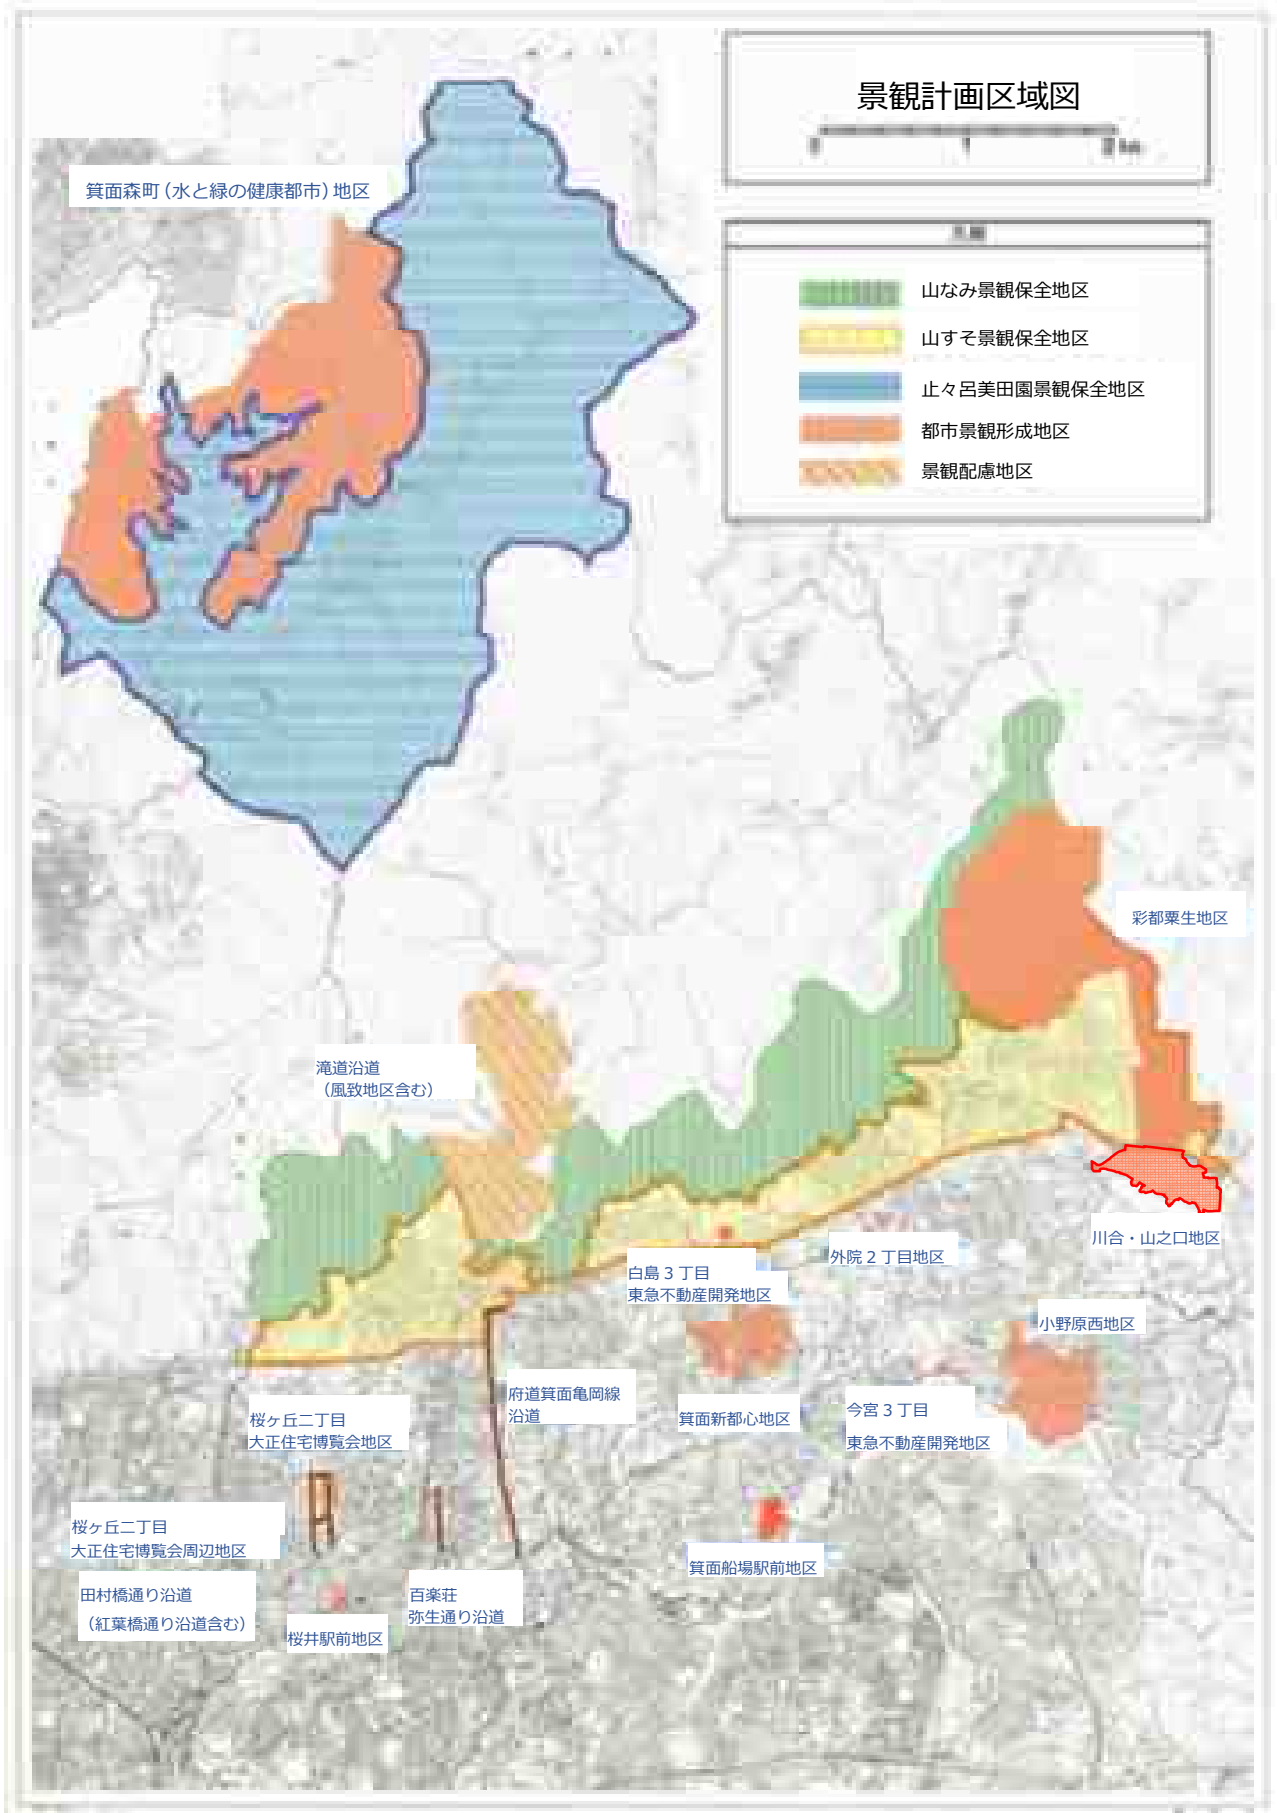 景観計画区域図
0 1 2 km
箕面森町（水と緑の健康都市）地区
山なみ景観保全地区
山すそ景観保全地区
止々呂美田園景観保全地区
都市景観形成地区
景観配慮地区
彩都粟生地区
滝道沿道
（風致地区含む）
川合・山之口地区
外院２丁目地区
白島３丁目
東急不動産開発地区
小野原西地区
府道箕面亀岡線
沿道
箕面新都心地区
今宮３丁目
東急不動産開発地区
桜ヶ丘二丁目
大正住宅博覧会地区
桜ヶ丘二丁目
大正住宅博覧会周辺地区
箕面船場駅前地区
田村橋通り沿道
（紅葉橋通り沿道含む）
百楽荘
弥生通り沿道
桜井駅前地区